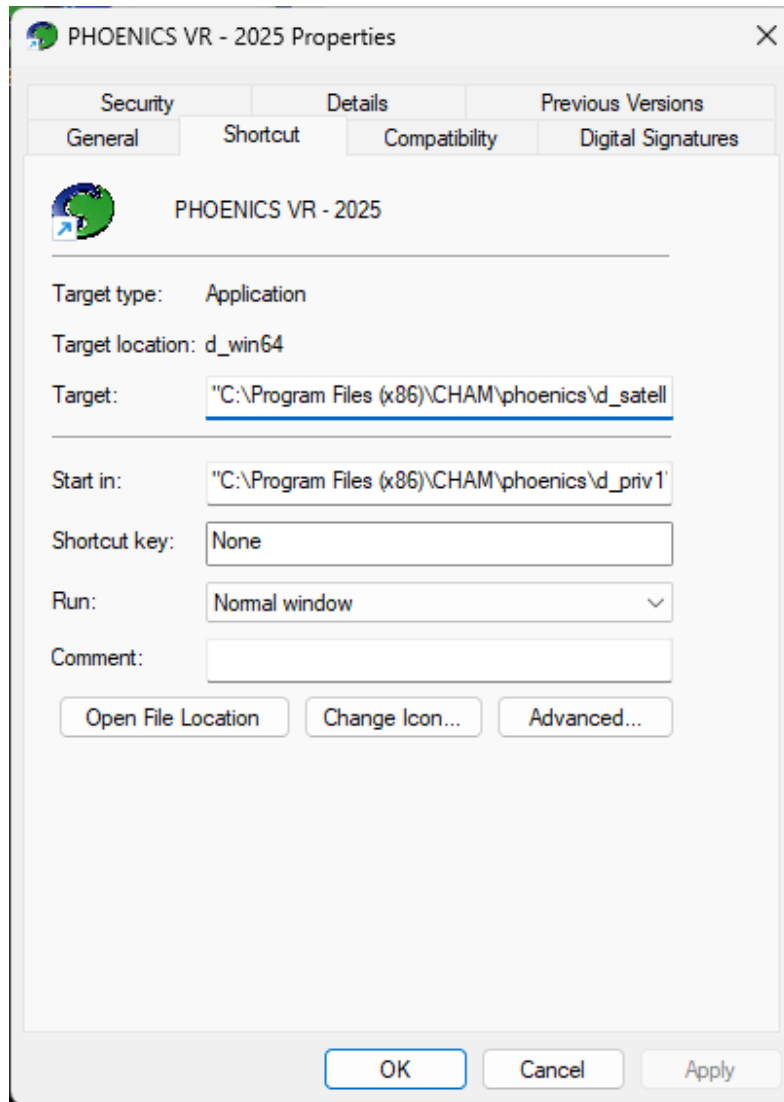 PHOENICS VR - 2025 Properties
Security Details Previous Versions
General Shortcut Compatibility Digital Signatures
PHOENICS VR - 2025
Target type: Application
Target location: d_win64
Target: "C:\Program Files (x86)\CHAM\phoenics\d_satell
Start in: "C:\Program Files (x86)\CHAM\phoenics\d_priv1"
Shortcut key: None
Run: Normal window
Comment:
Open File Location Change Icon... Advanced...
OK Cancel Apply